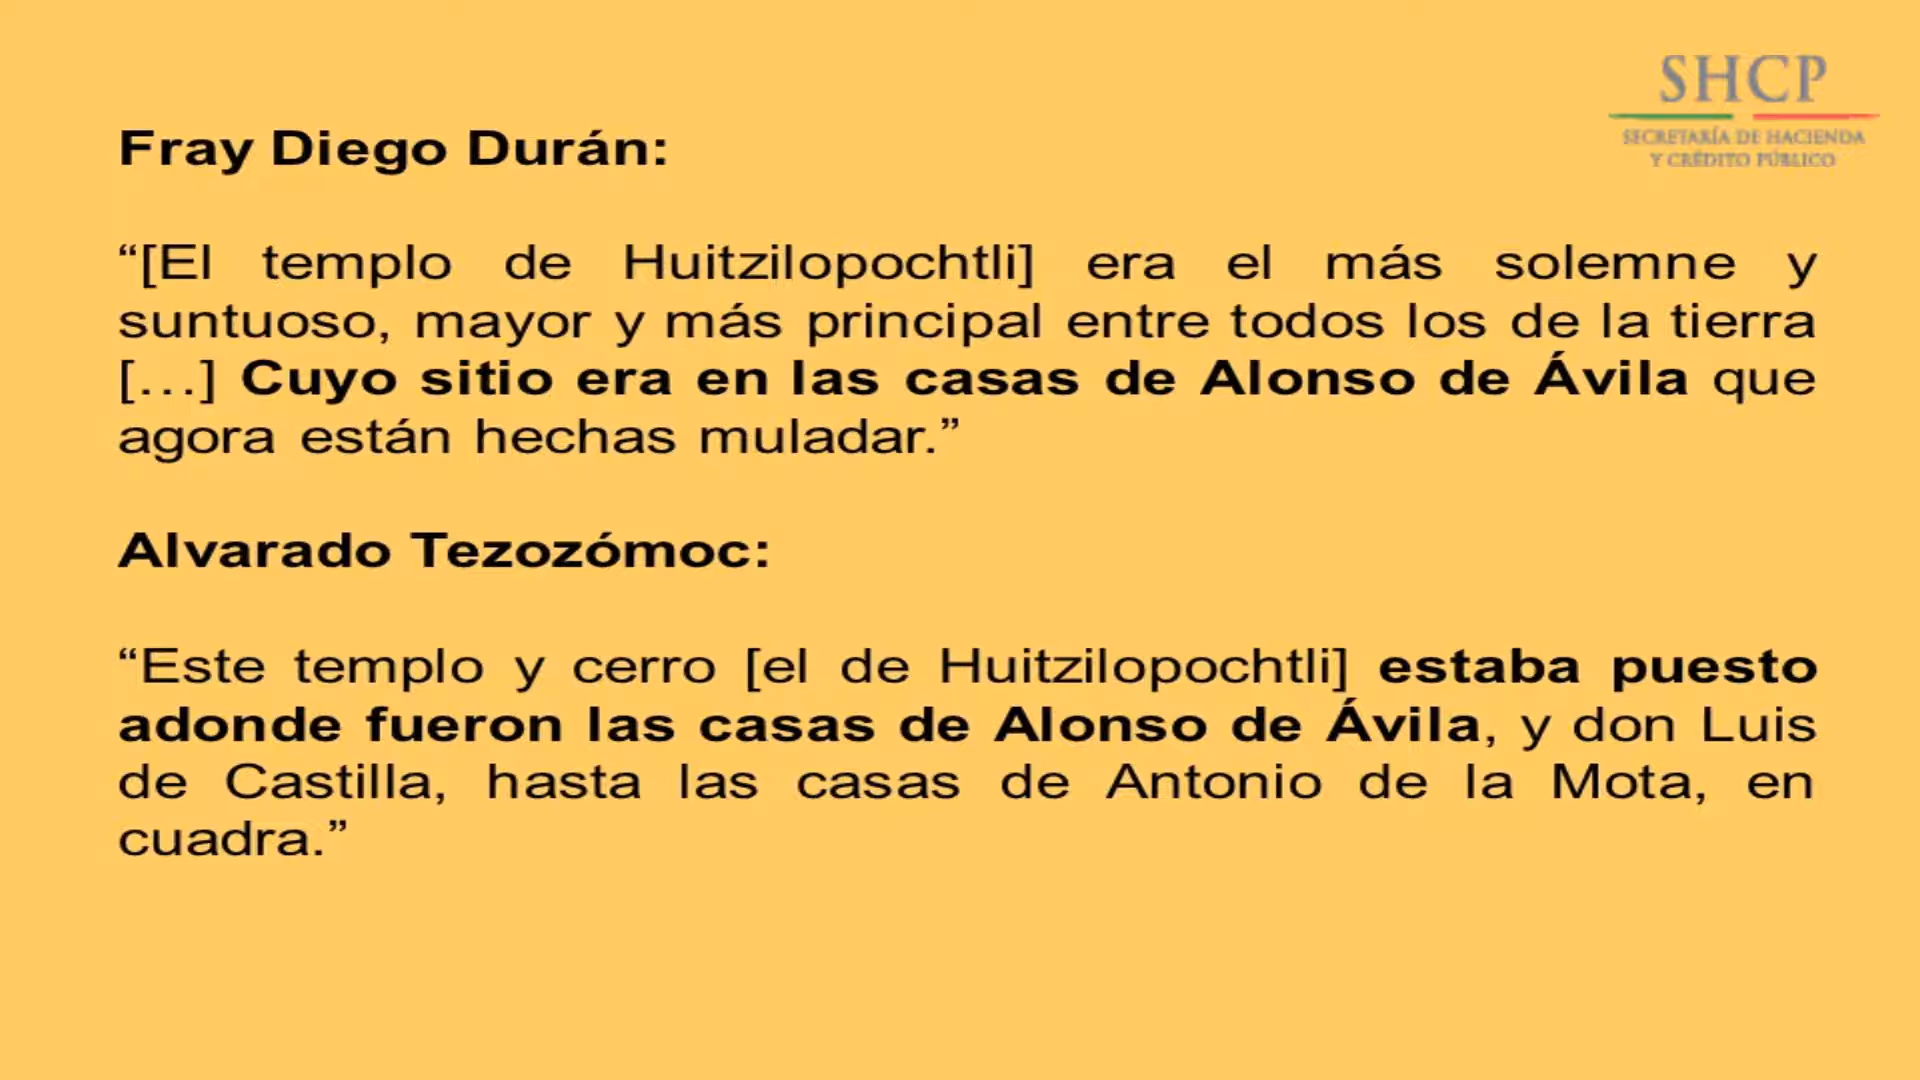 SHCP
SECRETARÍA DE HACIENDA
Y CRÉDITO PÚBLICO
Fray Diego Durán:
“[El templo de Huitzilopochtli] era el más solemne y
suntuoso, mayor y más principal entre todos los de la tierra
[…] Cuyo sitio era en las casas de Alonso de Ávila que
agora están hechas muladar.”
Alvarado Tezozómoc:
“Este templo y cerro [el de Huitzilopochtli] estaba puesto
adonde fueron las casas de Alonso de Ávila, y don Luis
de Castilla, hasta las casas de Antonio de la Mota, en
cuadra.”